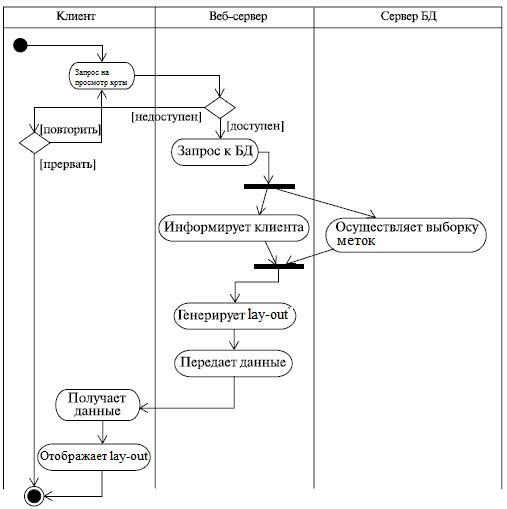 Клиент
Веб-сервер
Сервер БД
Запрос на
просмотр крты
[недоступен]
[доступен]
[повторить]
[прервать]
Запрос к БД
Информирует клиента
Осуществляет выборку
меток
Генерирует lay-out
Передает данные
Получает
данные
Отображает lay-out